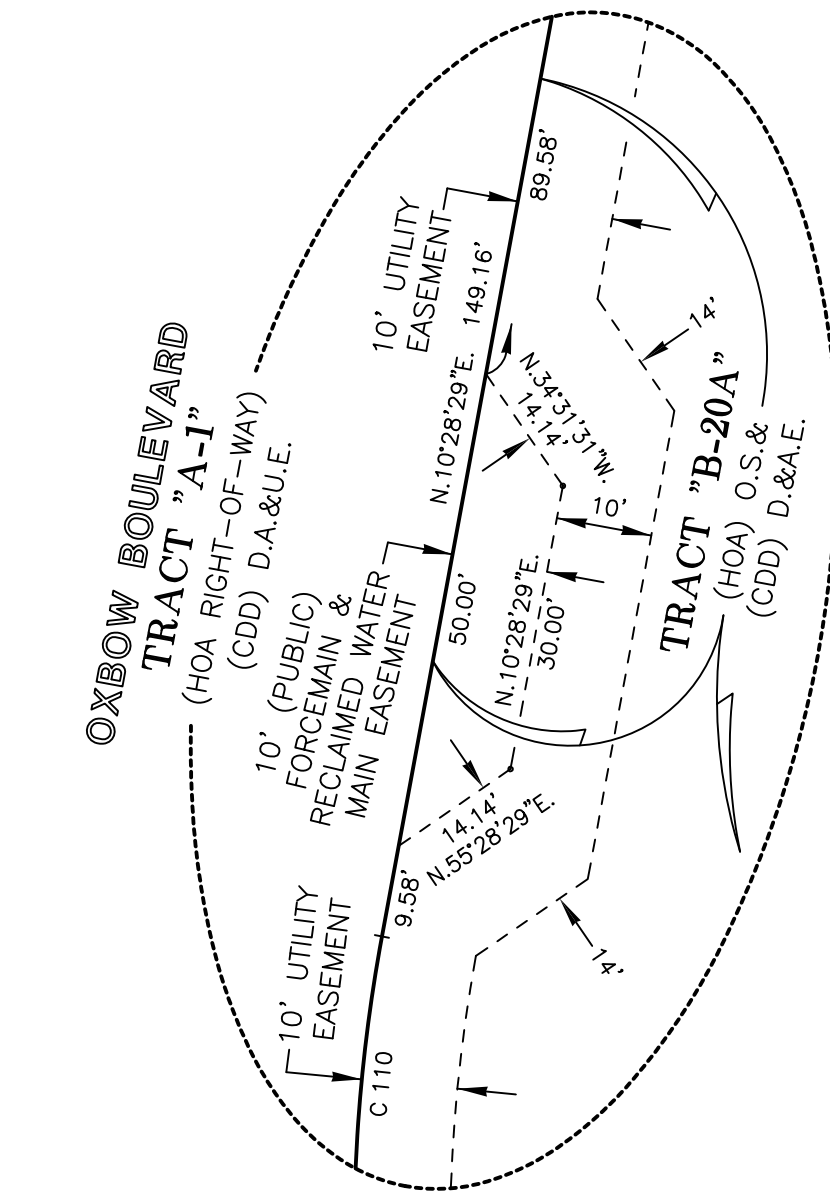 OXBOW BOULEVARD
TRACT "A-1"
(HOA RIGHT-OF-WAY)
(CDD) D.A.&U.E.
10' UTILITY
EASEMENT
10' (PUBLIC)
FORCEMAIN &
RECLAIMED WATER
MAIN EASEMENT
10' UTILITY
EASEMENT
C 110
9.58'
50.00'
N.10°28'29"E. 149.16'
89.58'
14.14'
N.55°28'29"E.
N.10°28'29"E.
30.00'
N.34°31'31"W.
14.14'
10'
14'
14'
TRACT "B-20A"
(HOA) O.S.&
(CDD) D.&A.E.